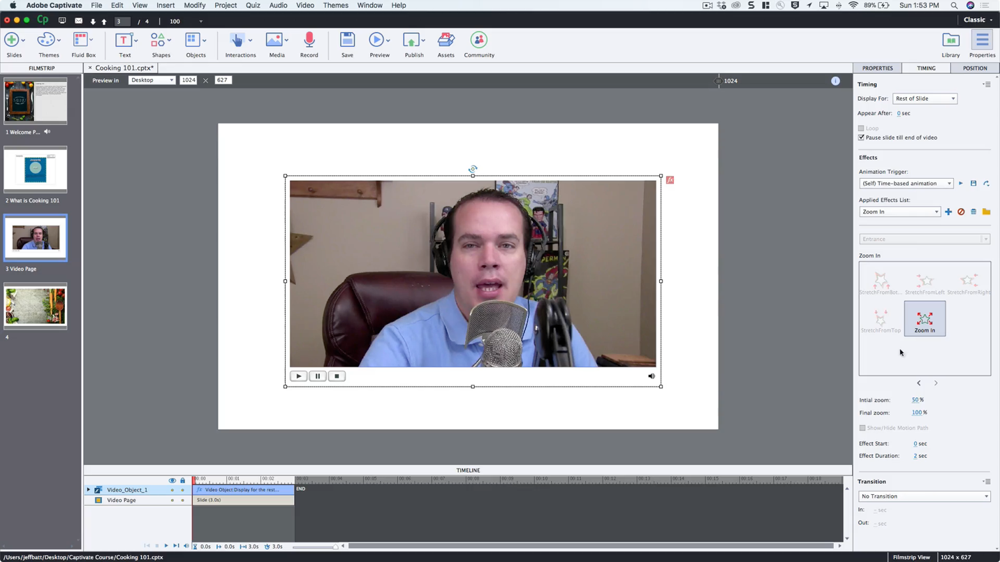 Adobe Captivate File Edit View Insert Modify Project Quiz Audio Video Themes Window Help 89% Sun 1:53 PM
Cp 3 / 4 100 Classic
Slides Themes Fluid Box Text Shapes Objects Interactions Media Record Save Preview Publish Assets Community Library Properties
FILMSTRIP × Cooking 101.cptx* PROPERTIES TIMING POSITION
Preview in Desktop 1024 × 627 1024
1 Welcome P...
2 What is Cooking 101
3 Video Page
4
fx
Timing
Display For: Rest of Slide
Appear After: 0 sec
Loop
Pause slide till end of video
Effects
Animation Trigger:
(Self) Time-based animation
Applied Effects List:
Zoom In
Entrance
Zoom In
StretchFromBot... StretchFromLeft StretchFromRight
StretchFromTop Zoom In
Intial zoom: 50 %
Final zoom: 100 %
Show/Hide Motion Path
Effect Start: 0 sec
Effect Duration: 2 sec
Transition
No Transition
In: - sec
Out: - sec
TIMELINE
00:00 00:01 00:02 00:03 00:04 00:05 00:06 00:07 00:08 00:09 00:10 00:11 00:12 00:13 00:14 00:15 00:16 00:17 00:18
Video_Object_1 fx Video Object:Display for the rest... END
Video Page Slide (3.0s)
0.0s 0.0s 3.0s 3.0s
/Users/jeffbatt/Desktop/Captivate Course/Cooking 101.cptx Filmstrip View 1024 x 627